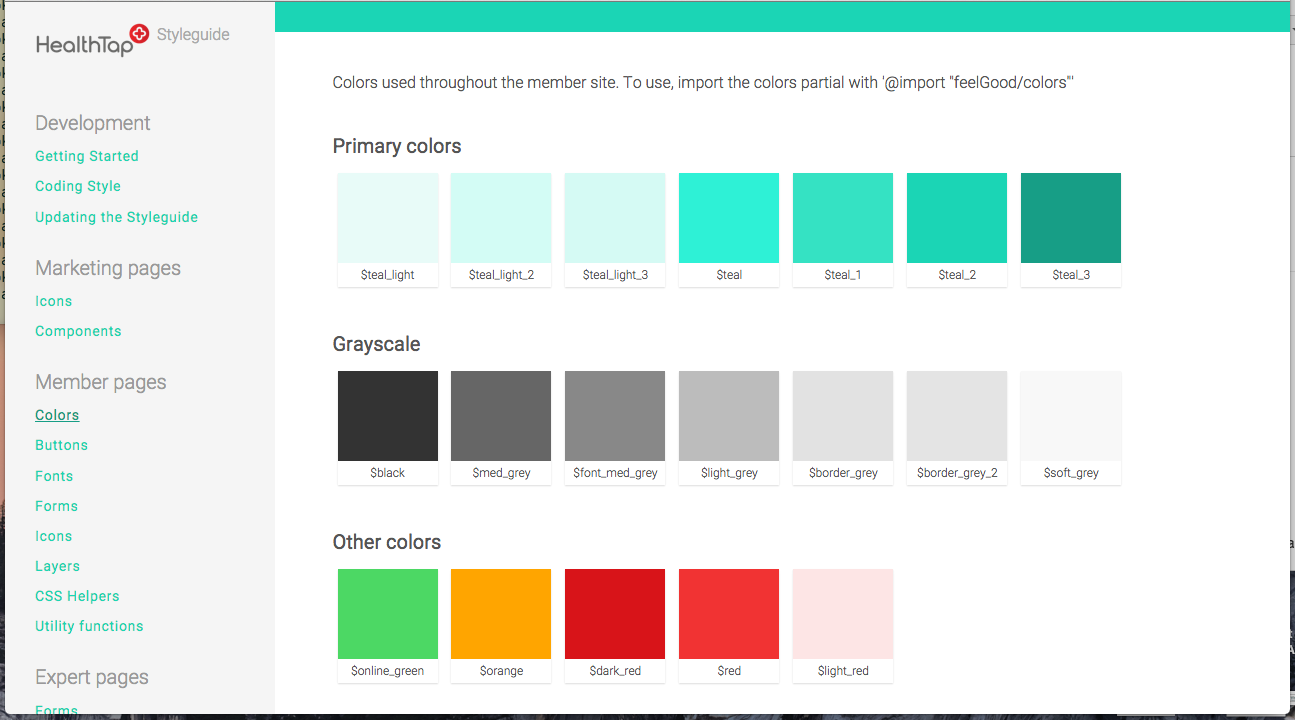 HealthTap Styleguide
Development
Getting Started
Coding Style
Updating the Styleguide
Marketing pages
Icons
Components
Member pages
Colors
Buttons
Fonts
Forms
Icons
Layers
CSS Helpers
Utility functions
Expert pages
Forms
Colors used throughout the member site. To use, import the colors partial with '@import "feelGood/colors"'
Primary colors
$teal_light $teal_light_2 $teal_light_3 $teal $teal_1 $teal_2 $teal_3
Grayscale
$black $med_grey $font_med_grey $light_grey $border_grey $border_grey_2 $soft_grey
Other colors
$online_green $orange $dark_red $red $light_red